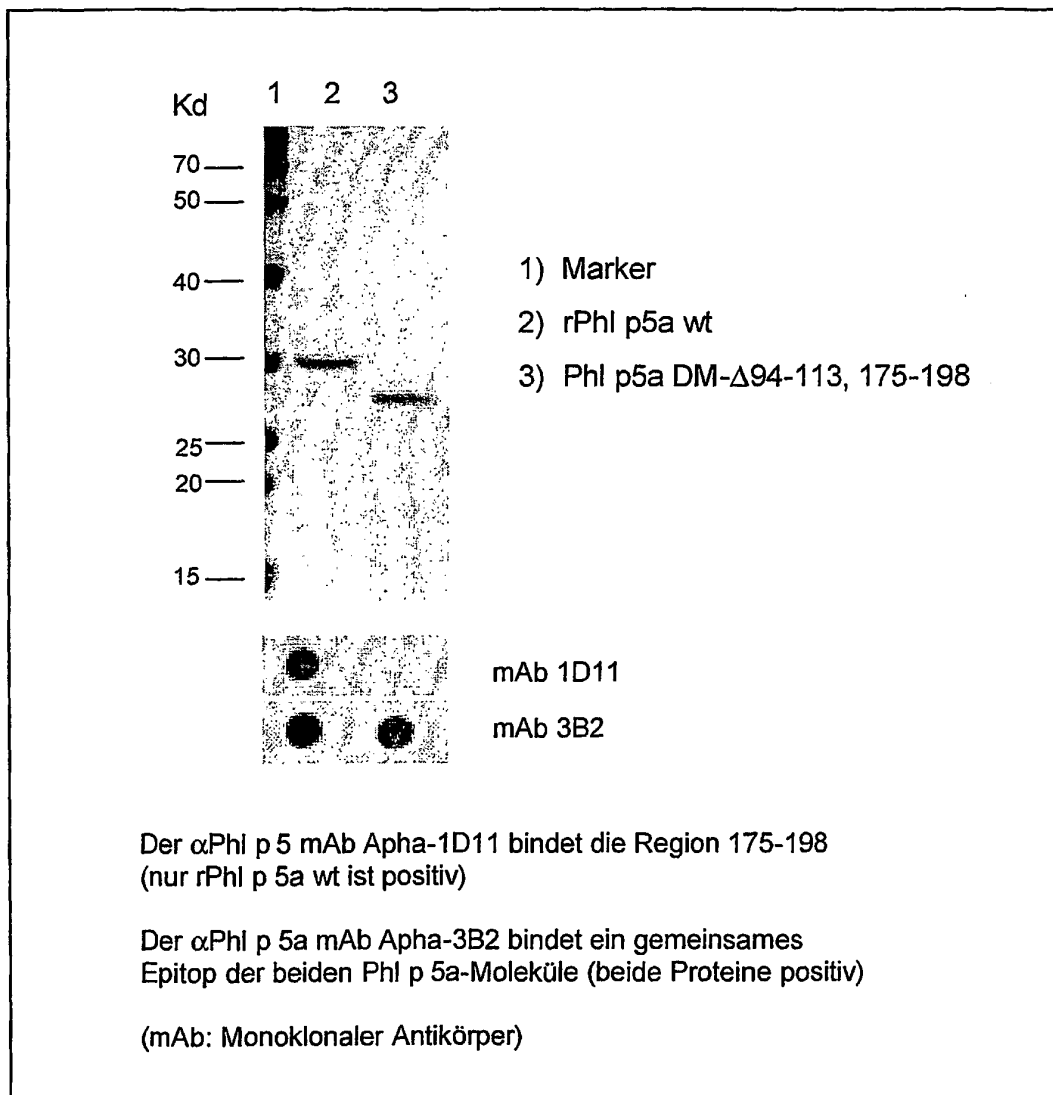 Kd 1 2 3
70
50
40
30
25
20
15
1) Marker
2) rPhl p5a wt
3) Phl p5a DM-Δ94-113, 175-198
mAb 1D11
mAb 3B2
Der αPhl p 5 mAb Apha-1D11 bindet die Region 175-198
(nur rPhl p 5a wt ist positiv)
Der αPhl p 5a mAb Apha-3B2 bindet ein gemeinsames
Epitop der beiden Phl p 5a-Moleküle (beide Proteine positiv)
(mAb: Monoklonaler Antikörper)